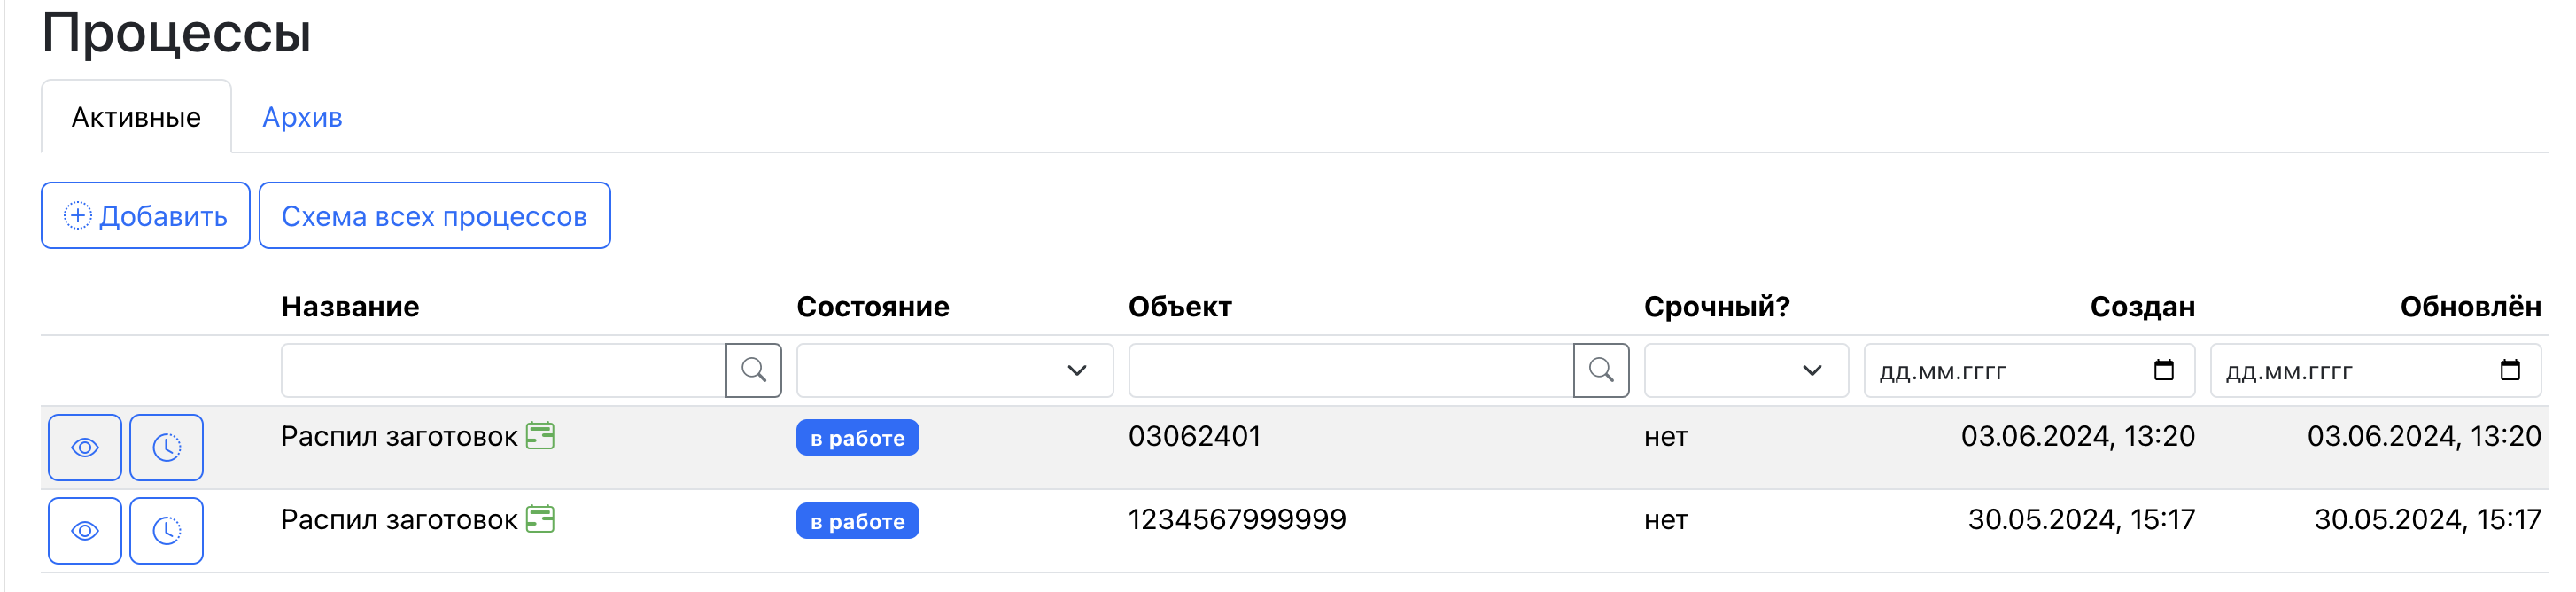 Процессы
Активные Архив
Добавить Схема всех процессов
Название Состояние Объект Срочный? Создан Обновлён
дд.мм.гггг дд.мм.гггг
Распил заготовок в работе 03062401 нет 03.06.2024, 13:20 03.06.2024, 13:20
Распил заготовок в работе 1234567999999 нет 30.05.2024, 15:17 30.05.2024, 15:17